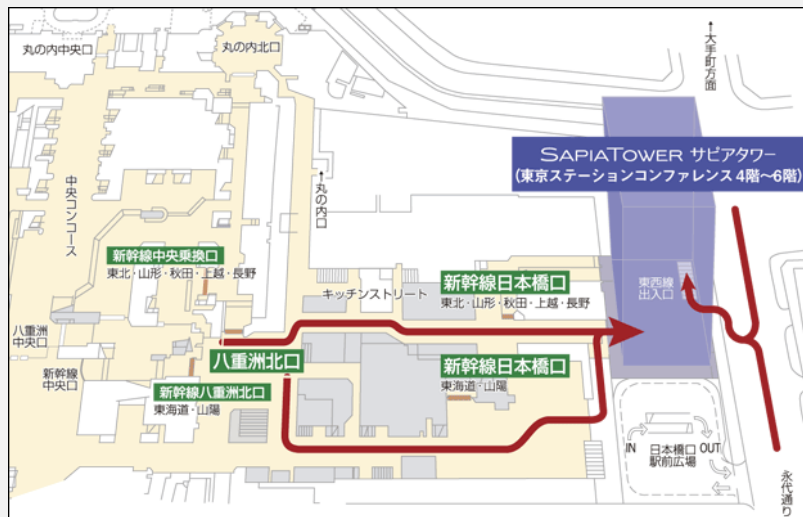 丸の内中央口
丸の内北口
大手町方面
SAPIATOWER サピアタワー
(東京ステーションコンファレンス 4階〜6階)
中央コンコース
丸の内口
新幹線中央乗換口
東北・山形・秋田・上越・長野
キッチンストリート
新幹線日本橋口
東北・山形・秋田・上越・長野
東西線
出入口
八重洲
中央口
新幹線
中央口
八重洲北口
新幹線八重洲北口
東海道・山陽
新幹線日本橋口
東海道・山陽
IN
OUT
日本橋口
駅前広場
永代通り